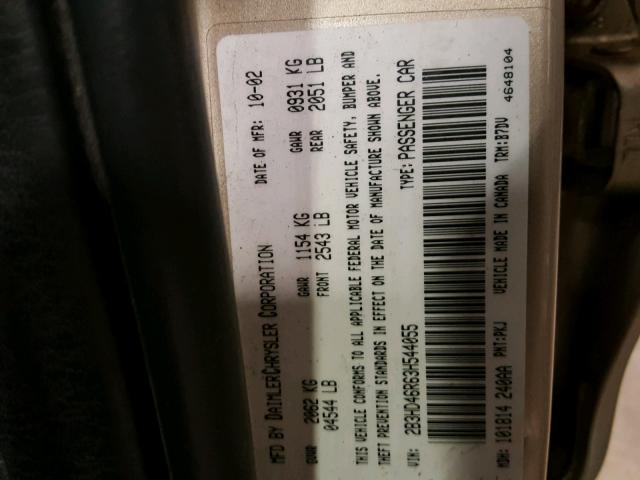 MFD BY DAIMLERCHRYSLER CORPORATION DATE OF MFR: 10-02
GVWR 2062 KG GAWR 1154 KG GAWR 0931 KG
04544 LB FRONT 2543 LB REAR 2051 LB
THIS VEHICLE CONFORMS TO ALL APPLICABLE FEDERAL MOTOR VEHICLE SAFETY, BUMPER AND
THEFT PREVENTION STANDARDS IN EFFECT ON THE DATE OF MANUFACTURE SHOWN ABOVE.
VIN: 2B3HD46R63H544055 TYPE: PASSENGER CAR
MDH: 101814 240AA PNT: PKJ VEHICLE MADE IN CANADA TRM: B7DV
4648104